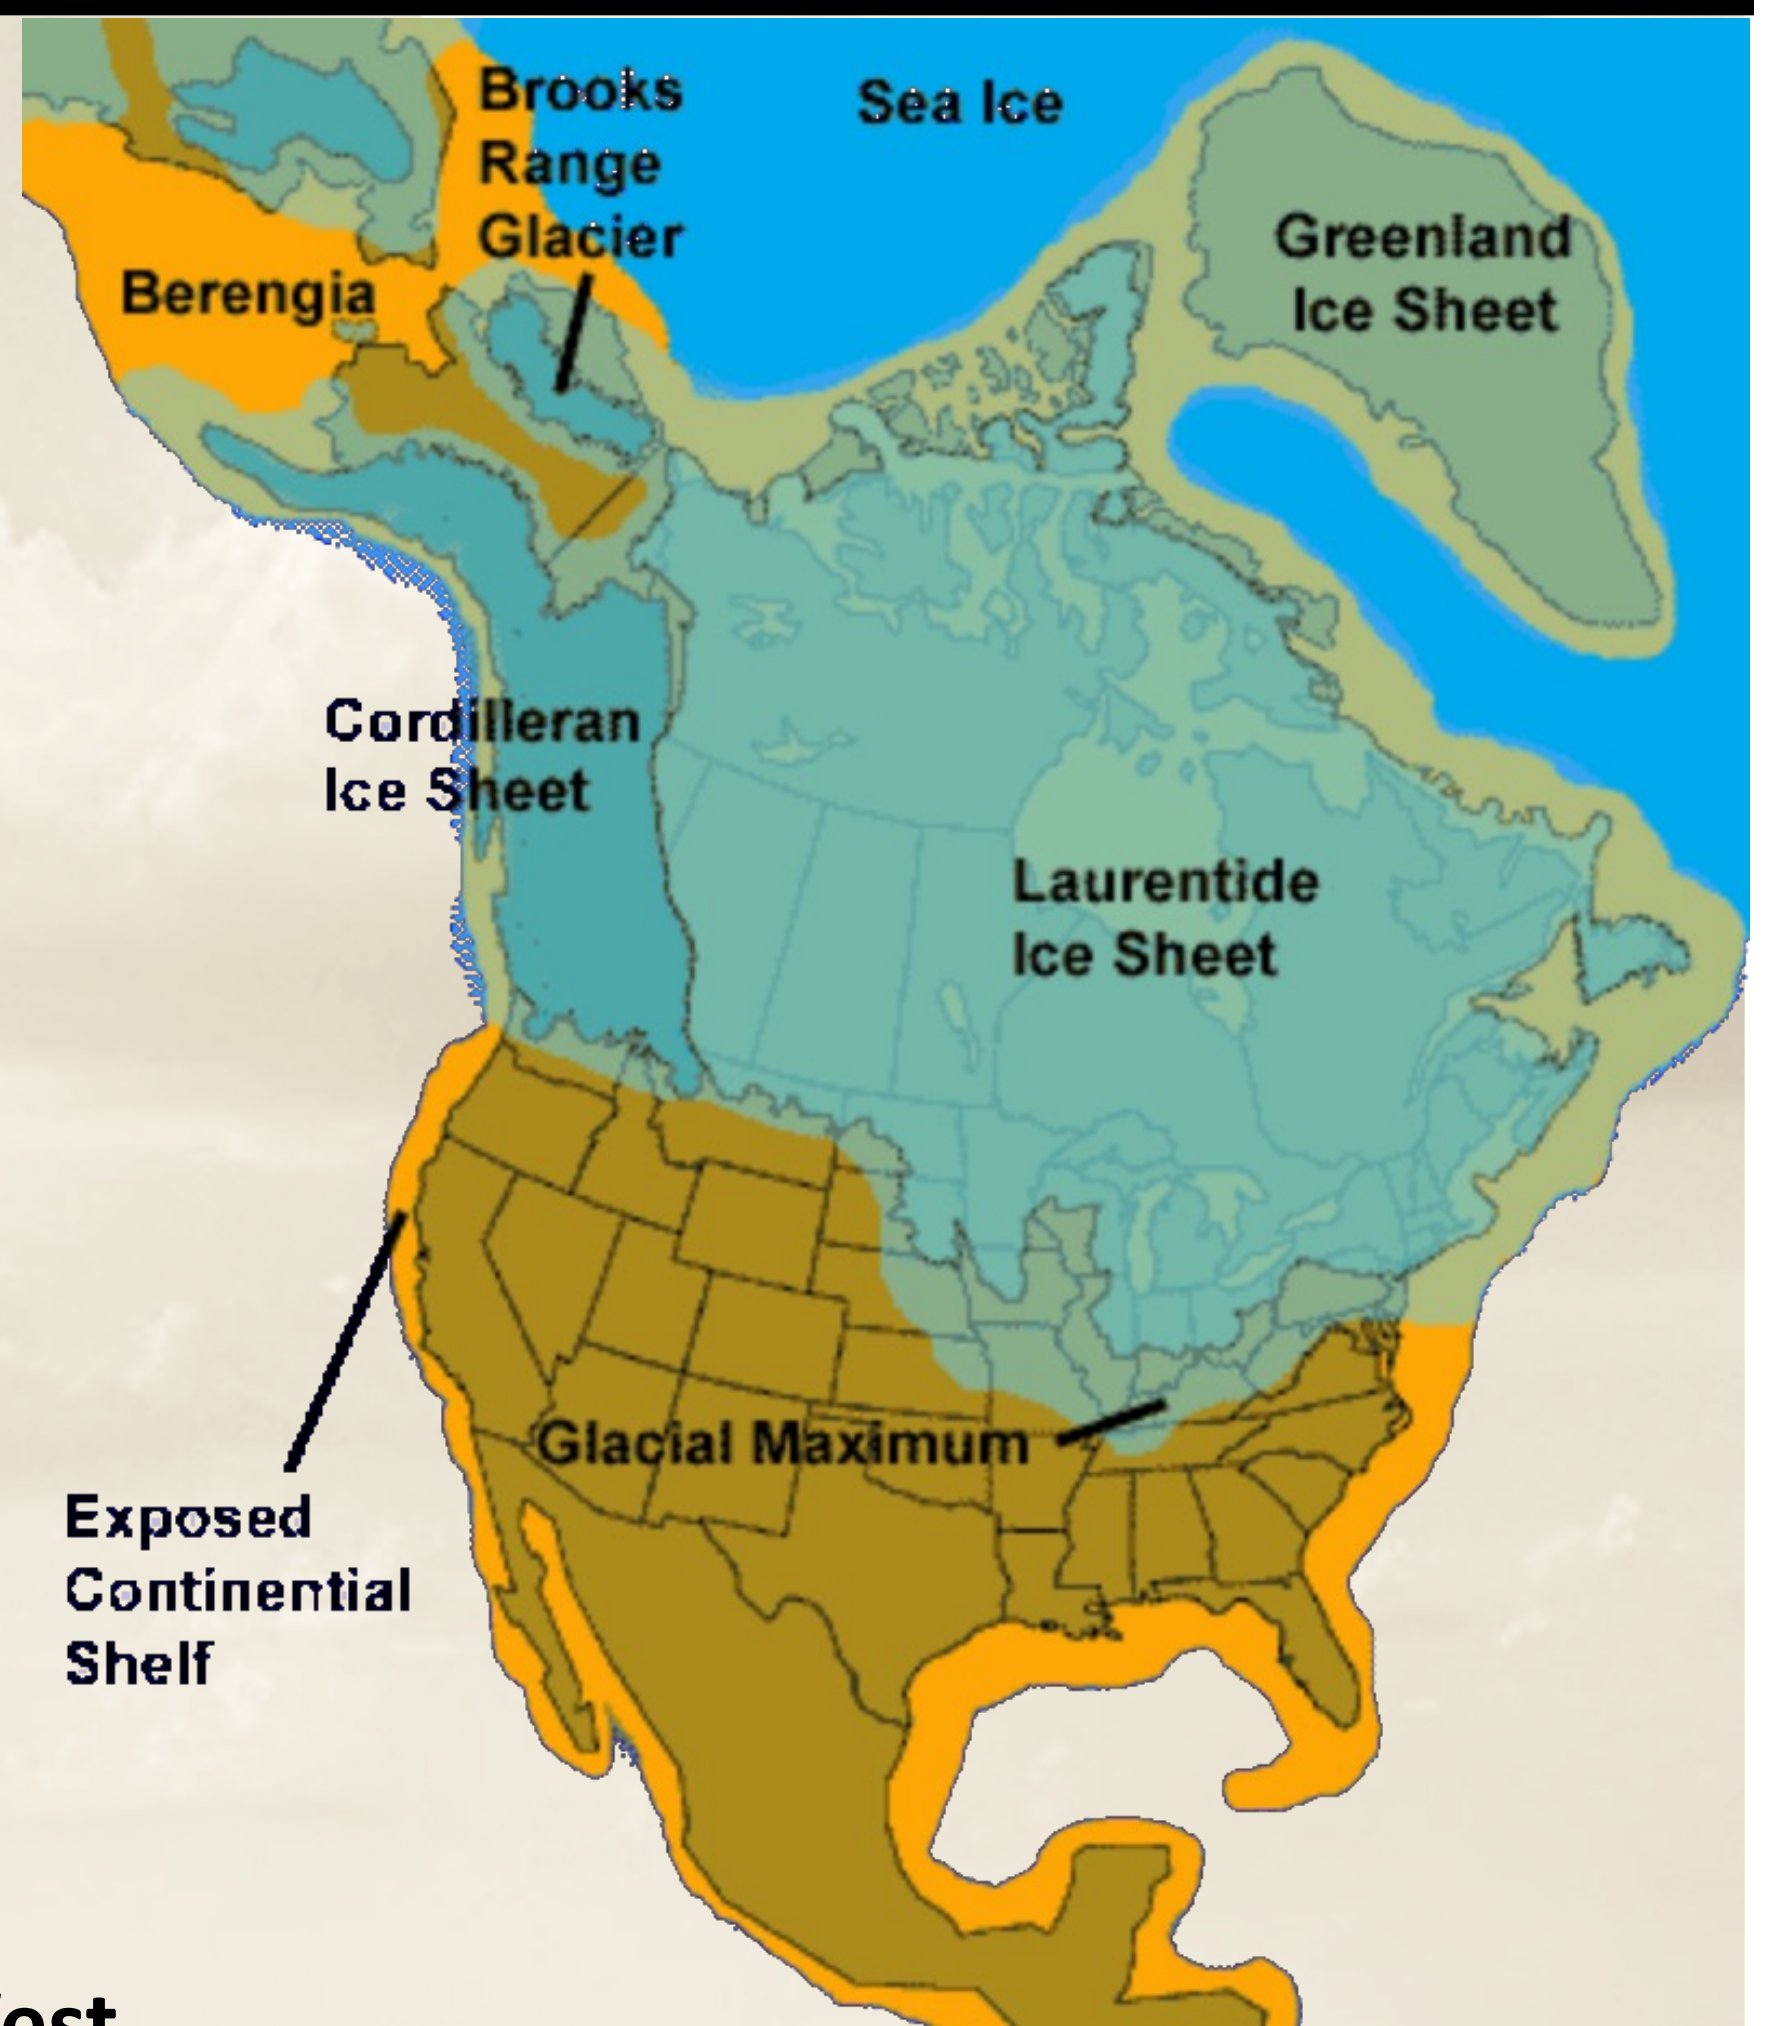 Brooks
Range
Glacier
Sea Ice
Greenland
Ice Sheet
Berengia
Cordilleran
Ice Sheet
Laurentide
Ice Sheet
Glacial Maximum
Exposed
Continential
Shelf